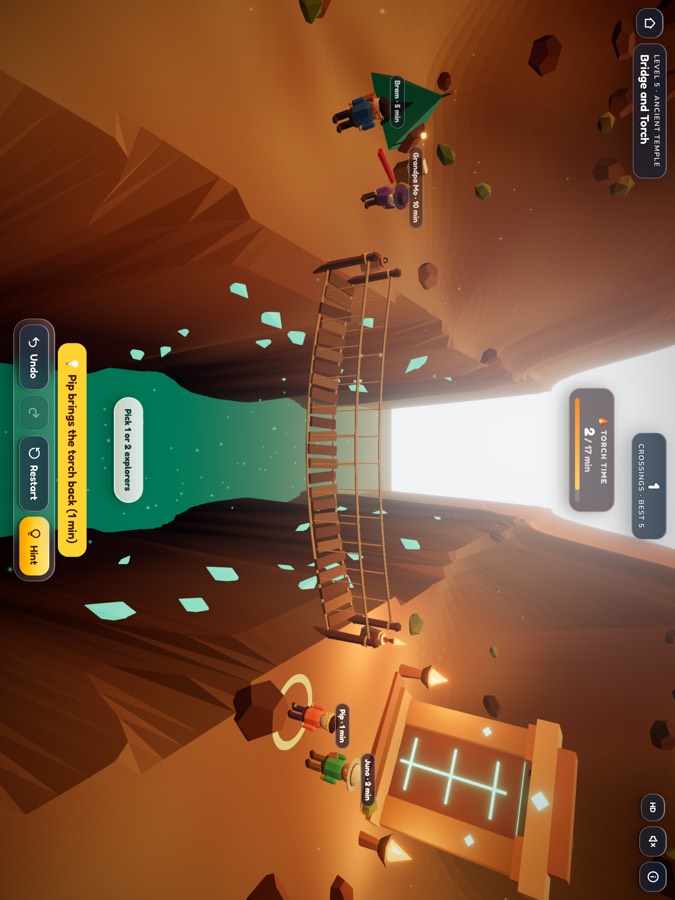 LEVEL 5 · ANCIENT TEMPLE
Bridge and Torch
1
CROSSINGS · BEST 5
HD
🔥 TORCH TIME
2 / 17 min
Grandpa Mo · 10 min
Bram · 5 min
Juno · 2 min
Pip · 1 min
Pick 1 or 2 explorers
💡 Pip brings the torch back (1 min)
Undo
Restart
Hint